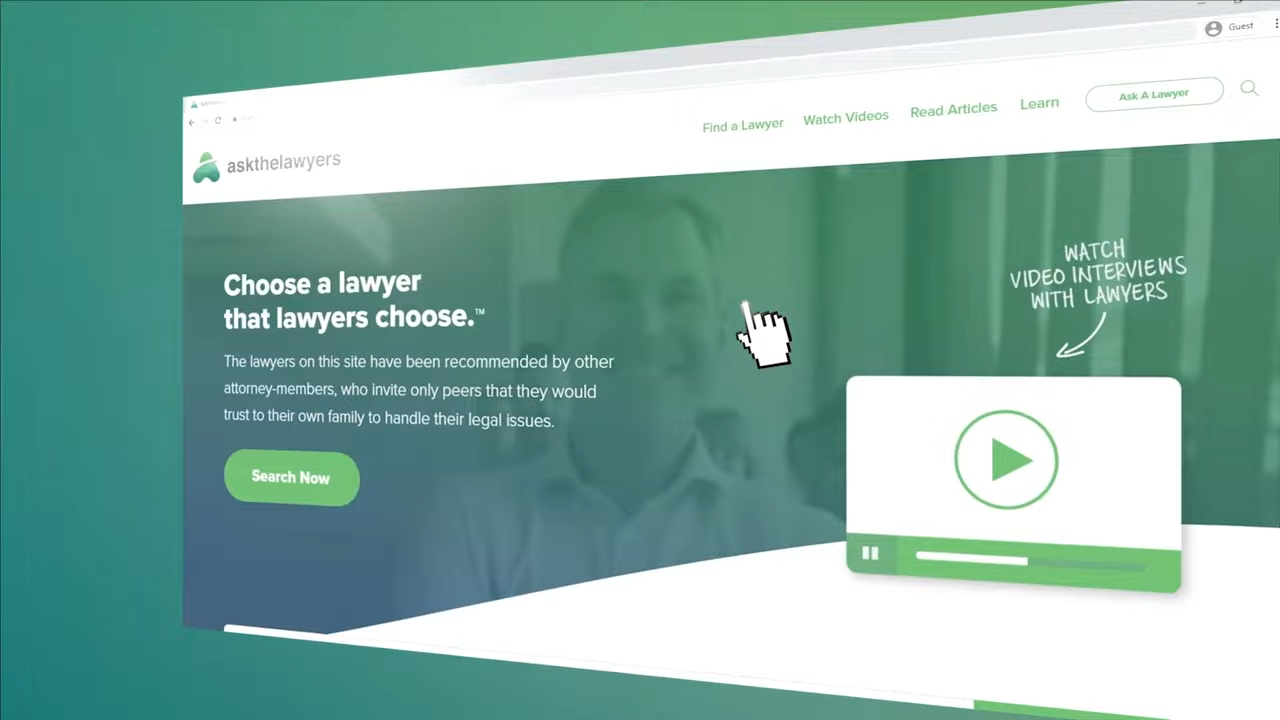 Guest
Find a Lawyer
Watch Videos
Read Articles
Learn
Ask A Lawyer
askthelawyers
Choose a lawyer
that lawyers choose.™
The lawyers on this site have been recommended by other
attorney-members, who invite only peers that they would
trust to their own family to handle their legal issues.
Search Now
WATCH
VIDEO INTERVIEWS
WITH LAWYERS